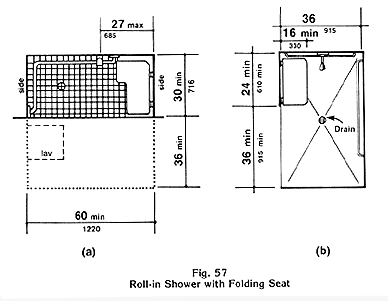 27 max
685
side
side
30 min
716
lav
36 min
60 min
1220
(a)
36
16 min
915
330
24 min
610 min
36 min
915 min
Drain
(b)
Fig. 57
Roll-in Shower with Folding Seat